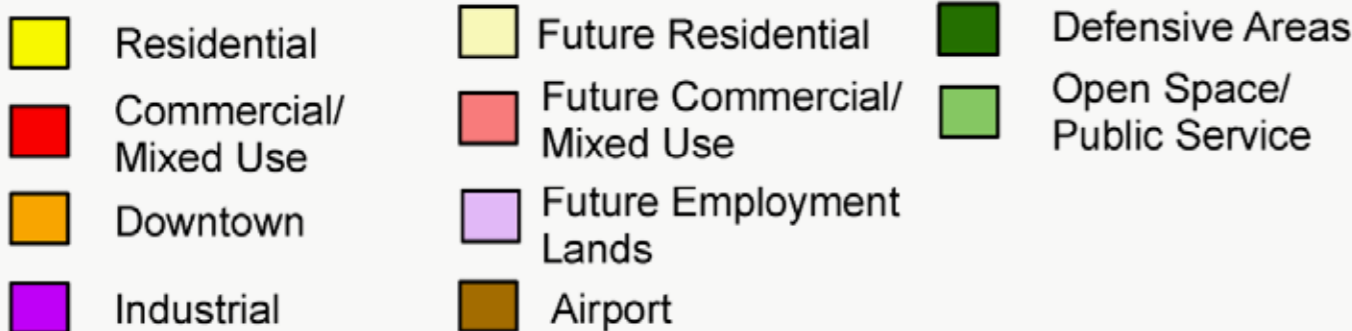 Residential
Commercial/
Mixed Use
Downtown
Industrial
Future Residential
Future Commercial/
Mixed Use
Future Employment
Lands
Airport
Defensive Areas
Open Space/
Public Service